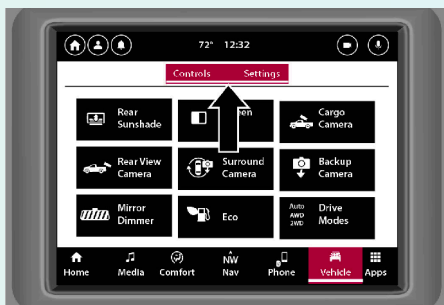 72° 12:32
Controls Settings
Rear
Sunshade
Cargo
Camera
Rear View
Camera
Surround
Camera
Backup
Camera
Mirror
Dimmer
Eco
Auto
AWD
2WD
Drive
Modes
NW
Home Media Comfort Nav Phone Vehicle Apps